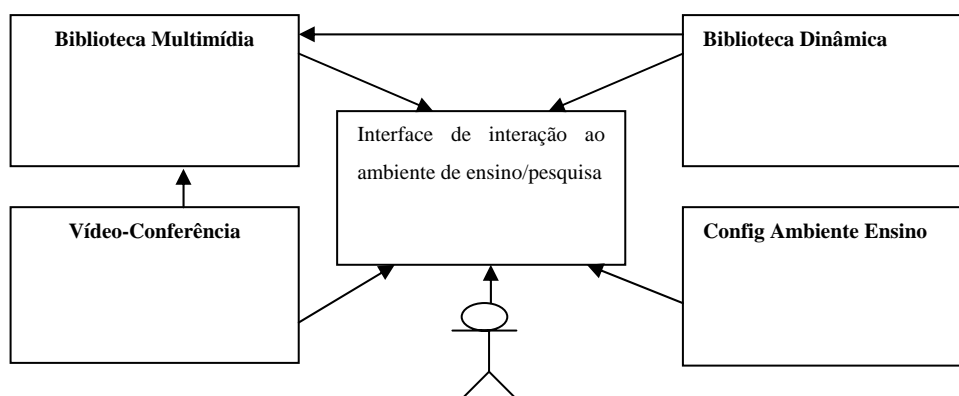 Biblioteca Multimídia
Biblioteca Dinâmica
Interface de interação ao
ambiente de ensino/pesquisa
Vídeo-Conferência
Config Ambiente Ensino